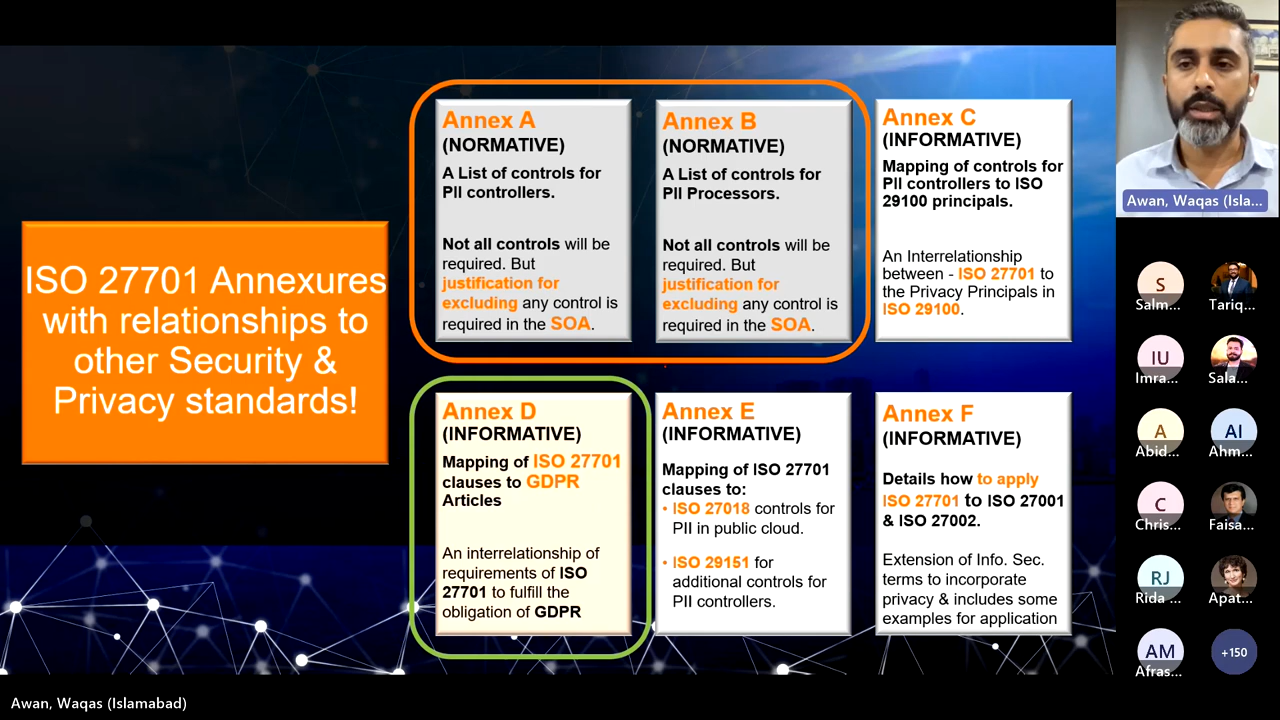 ISO 27701 Annexures
with relationships to
other Security &
Privacy standards!
Annex A
(NORMATIVE)
A List of controls for
PII controllers.
Not all controls will be
required. But
justification for
excluding any control is
required in the SOA.
Annex B
(NORMATIVE)
A List of controls for
PII Processors.
Not all controls will be
required. But
justification for
excluding any control is
required in the SOA.
Annex C
(INFORMATIVE)
Mapping of controls for
PII controllers to ISO
29100 principals.
An Interrelationship
between - ISO 27701 to
the Privacy Principals in
ISO 29100.
Annex D
(INFORMATIVE)
Mapping of ISO 27701
clauses to GDPR
Articles
An interrelationship of
requirements of ISO
27701 to fulfill the
obligation of GDPR
Annex E
(INFORMATIVE)
Mapping of ISO 27701
clauses to:
• ISO 27018 controls for
PII in public cloud.
• ISO 29151 for
additional controls for
PII controllers.
Annex F
(INFORMATIVE)
Details how to apply
ISO 27701 to ISO 27001
& ISO 27002.
Extension of Info. Sec.
terms to incorporate
privacy & includes some
examples for application
Awan, Waqas (Isla...
S
Salm...
Tariq...
IU
Imra...
Sala...
A
Abid...
AI
Ahm...
C
Chris...
Faisa...
RJ
Rida ...
Apat...
AM
Afras...
+150
Awan, Waqas (Islamabad)